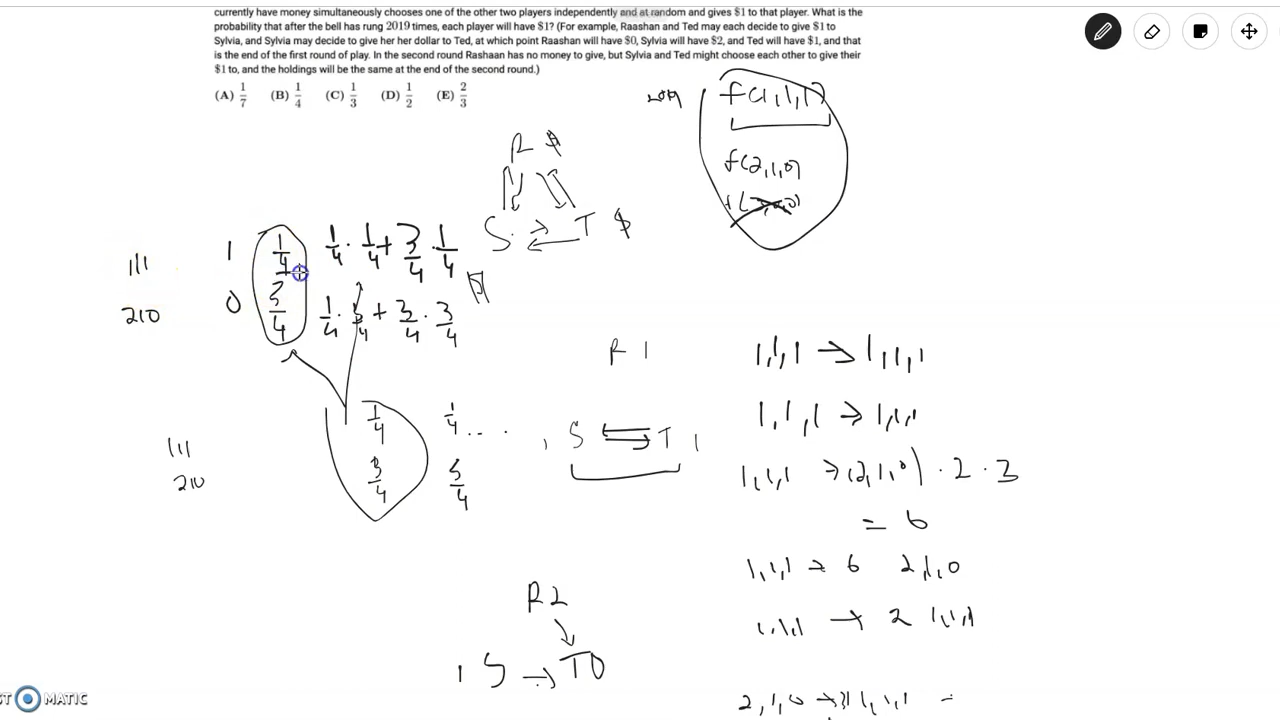 currently have money simultaneously chooses one of the other two players independently and at random and gives $1 to that player. What is the
probability that after the bell has rung 2019 times, each player will have $1? (For example, Raashan and Ted may each decide to give $1 to
Sylvia, and Sylvia may decide to give her her dollar to Ted, at which point Raashan will have $0, Sylvia will have $2, and Ted will have $1, and that
is the end of the first round of play. In the second round Rashaan has no money to give, but Sylvia and Ted might choose each other to give their
$1 to, and the holdings will be the same at the end of the second round.)
(A) 1/7 (B) 1/4 (C) 1/3 (D) 1/2 (E) 2/3
2019 f(1,1,1)
f(2,1,0)
R $
S T $
111 1 1/4 1/4 · 1/4 + 3/4 · 1/4
210 0 3/4 1/4 · 3/4 + 3/4 · 3/4
R 1
1,1,1 → 1,1,1
1,1,1 → 1,1,1
111 1/4 1/4 ...
210 3/4 3/4
1 S T 1
1,1,1 → (2,1,0) · 2 · 3
= 6
1,1,1 → 6 2,1,0
1,1,1 → 2 1,1,1
R2
1 S → T0
2,1,0 → 1,1,1 =
MATIC